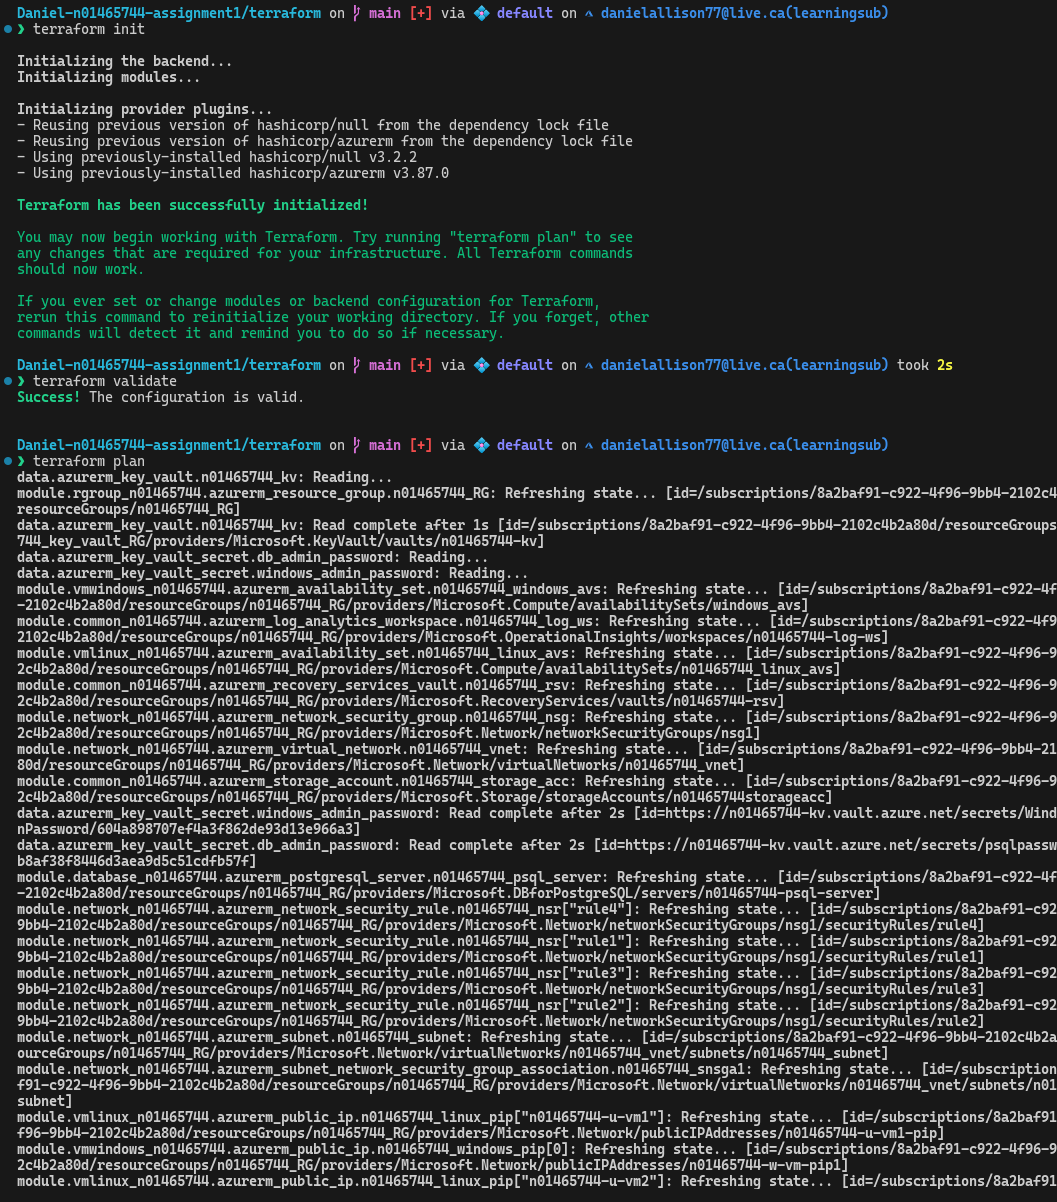 Daniel-n01465744-assignment1/terraform on main [+] via default on danielallison77@live.ca(learningsub)
❯ terraform init
Initializing the backend...
Initializing modules...
Initializing provider plugins...
- Reusing previous version of hashicorp/null from the dependency lock file
- Reusing previous version of hashicorp/azurerm from the dependency lock file
- Using previously-installed hashicorp/null v3.2.2
- Using previously-installed hashicorp/azurerm v3.87.0
Terraform has been successfully initialized!
You may now begin working with Terraform. Try running "terraform plan" to see
any changes that are required for your infrastructure. All Terraform commands
should now work.
If you ever set or change modules or backend configuration for Terraform,
rerun this command to reinitialize your working directory. If you forget, other
commands will detect it and remind you to do so if necessary.
Daniel-n01465744-assignment1/terraform on main [+] via default on danielallison77@live.ca(learningsub) took 2s
❯ terraform validate
Success! The configuration is valid.
Daniel-n01465744-assignment1/terraform on main [+] via default on danielallison77@live.ca(learningsub)
❯ terraform plan
data.azurerm_key_vault.n01465744_kv: Reading...
module.rgroup_n01465744.azurerm_resource_group.n01465744_RG: Refreshing state... [id=/subscriptions/8a2baf91-c922-4f96-9bb4-2102c4
resourceGroups/n01465744_RG]
data.azurerm_key_vault.n01465744_kv: Read complete after 1s [id=/subscriptions/8a2baf91-c922-4f96-9bb4-2102c4b2a80d/resourceGroups
744_key_vault_RG/providers/Microsoft.KeyVault/vaults/n01465744-kv]
data.azurerm_key_vault_secret.db_admin_password: Reading...
data.azurerm_key_vault_secret.windows_admin_password: Reading...
module.vmwindows_n01465744.azurerm_availability_set.n01465744_windows_avs: Refreshing state... [id=/subscriptions/8a2baf91-c922-4f
-2102c4b2a80d/resourceGroups/n01465744_RG/providers/Microsoft.Compute/availabilitySets/windows_avs]
module.common_n01465744.azurerm_log_analytics_workspace.n01465744_log_ws: Refreshing state... [id=/subscriptions/8a2baf91-c922-4f9
2102c4b2a80d/resourceGroups/n01465744_RG/providers/Microsoft.OperationalInsights/workspaces/n01465744-log-ws]
module.vmlinux_n01465744.azurerm_availability_set.n01465744_linux_avs: Refreshing state... [id=/subscriptions/8a2baf91-c922-4f96-9
2c4b2a80d/resourceGroups/n01465744_RG/providers/Microsoft.Compute/availabilitySets/n01465744_linux_avs]
module.common_n01465744.azurerm_recovery_services_vault.n01465744_rsv: Refreshing state... [id=/subscriptions/8a2baf91-c922-4f96-9
2c4b2a80d/resourceGroups/n01465744_RG/providers/Microsoft.RecoveryServices/vaults/n01465744-rsv]
module.network_n01465744.azurerm_network_security_group.n01465744_nsg: Refreshing state... [id=/subscriptions/8a2baf91-c922-4f96-9
2c4b2a80d/resourceGroups/n01465744_RG/providers/Microsoft.Network/networkSecurityGroups/nsg1]
module.network_n01465744.azurerm_virtual_network.n01465744_vnet: Refreshing state... [id=/subscriptions/8a2baf91-c922-4f96-9bb4-21
80d/resourceGroups/n01465744_RG/providers/Microsoft.Network/virtualNetworks/n01465744_vnet]
module.common_n01465744.azurerm_storage_account.n01465744_storage_acc: Refreshing state... [id=/subscriptions/8a2baf91-c922-4f96-9
2c4b2a80d/resourceGroups/n01465744_RG/providers/Microsoft.Storage/storageAccounts/n01465744storageacc]
data.azurerm_key_vault_secret.windows_admin_password: Read complete after 2s [id=https://n01465744-kv.vault.azure.net/secrets/Wind
nPassword/604a898707ef4a3f862de93d13e966a3]
data.azurerm_key_vault_secret.db_admin_password: Read complete after 2s [id=https://n01465744-kv.vault.azure.net/secrets/psqlpassw
b8af38f8446d3aea9d5c51cdfb57f]
module.database_n01465744.azurerm_postgresql_server.n01465744_psql_server: Refreshing state... [id=/subscriptions/8a2baf91-c922-4f
-2102c4b2a80d/resourceGroups/n01465744_RG/providers/Microsoft.DBforPostgreSQL/servers/n01465744-psql-server]
module.network_n01465744.azurerm_network_security_rule.n01465744_nsr["rule4"]: Refreshing state... [id=/subscriptions/8a2baf91-c92
9bb4-2102c4b2a80d/resourceGroups/n01465744_RG/providers/Microsoft.Network/networkSecurityGroups/nsg1/securityRules/rule4]
module.network_n01465744.azurerm_network_security_rule.n01465744_nsr["rule1"]: Refreshing state... [id=/subscriptions/8a2baf91-c92
9bb4-2102c4b2a80d/resourceGroups/n01465744_RG/providers/Microsoft.Network/networkSecurityGroups/nsg1/securityRules/rule1]
module.network_n01465744.azurerm_network_security_rule.n01465744_nsr["rule3"]: Refreshing state... [id=/subscriptions/8a2baf91-c92
9bb4-2102c4b2a80d/resourceGroups/n01465744_RG/providers/Microsoft.Network/networkSecurityGroups/nsg1/securityRules/rule3]
module.network_n01465744.azurerm_network_security_rule.n01465744_nsr["rule2"]: Refreshing state... [id=/subscriptions/8a2baf91-c92
9bb4-2102c4b2a80d/resourceGroups/n01465744_RG/providers/Microsoft.Network/networkSecurityGroups/nsg1/securityRules/rule2]
module.network_n01465744.azurerm_subnet.n01465744_subnet: Refreshing state... [id=/subscriptions/8a2baf91-c922-4f96-9bb4-2102c4b2a
ourceGroups/n01465744_RG/providers/Microsoft.Network/virtualNetworks/n01465744_vnet/subnets/n01465744_subnet]
module.network_n01465744.azurerm_subnet_network_security_group_association.n01465744_snsga1: Refreshing state... [id=/subscription
f91-c922-4f96-9bb4-2102c4b2a80d/resourceGroups/n01465744_RG/providers/Microsoft.Network/virtualNetworks/n01465744_vnet/subnets/n01
subnet]
module.vmlinux_n01465744.azurerm_public_ip.n01465744_linux_pip["n01465744-u-vm1"]: Refreshing state... [id=/subscriptions/8a2baf91
f96-9bb4-2102c4b2a80d/resourceGroups/n01465744_RG/providers/Microsoft.Network/publicIPAddresses/n01465744-u-vm1-pip]
module.vmwindows_n01465744.azurerm_public_ip.n01465744_windows_pip[0]: Refreshing state... [id=/subscriptions/8a2baf91-c922-4f96-9
2c4b2a80d/resourceGroups/n01465744_RG/providers/Microsoft.Network/publicIPAddresses/n01465744-w-vm-pip1]
module.vmlinux_n01465744.azurerm_public_ip.n01465744_linux_pip["n01465744-u-vm2"]: Refreshing state... [id=/subscriptions/8a2baf91